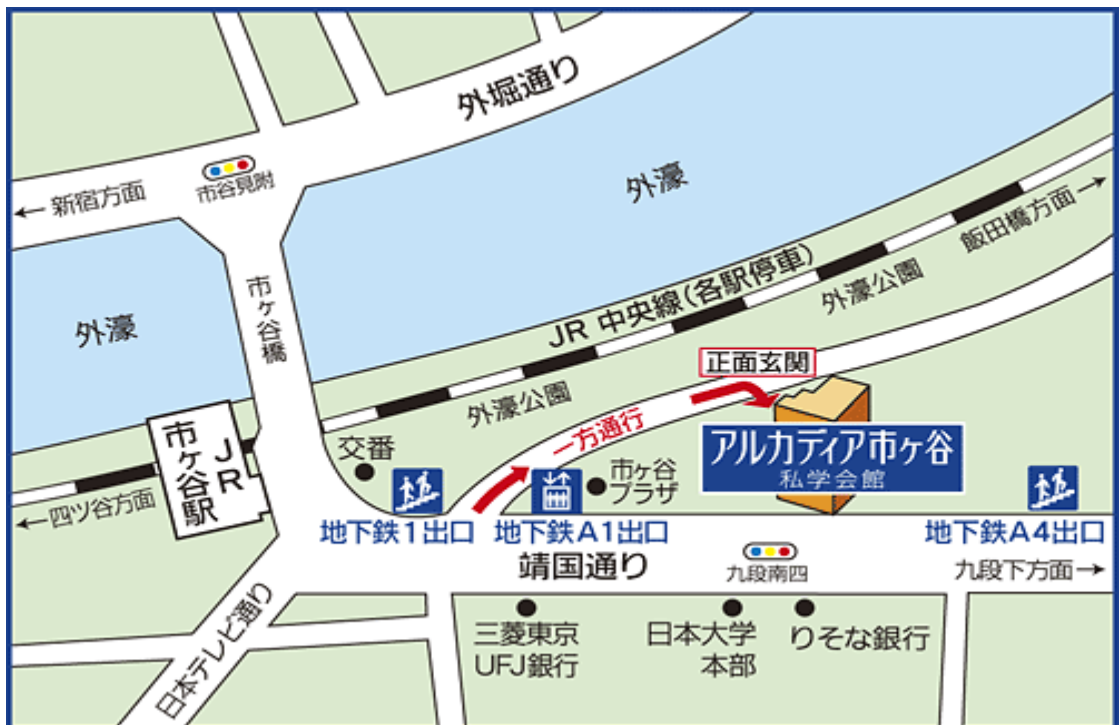 外堀通り
市谷見附
← 新宿方面
外濠
飯田橋方面 →
市ヶ谷橋
外濠
JR 中央線(各駅停車)
外濠公園
正面玄関
外濠公園
一方通行
アルカディア市ヶ谷
私学会館
JR
市ヶ谷駅
交番
市ヶ谷
プラザ
← 四ツ谷方面
地下鉄1出口
地下鉄A1出口
地下鉄A4出口
靖国通り
九段南四
九段下方面 →
日本テレビ通り
三菱東京
UFJ銀行
日本大学
本部
りそな銀行